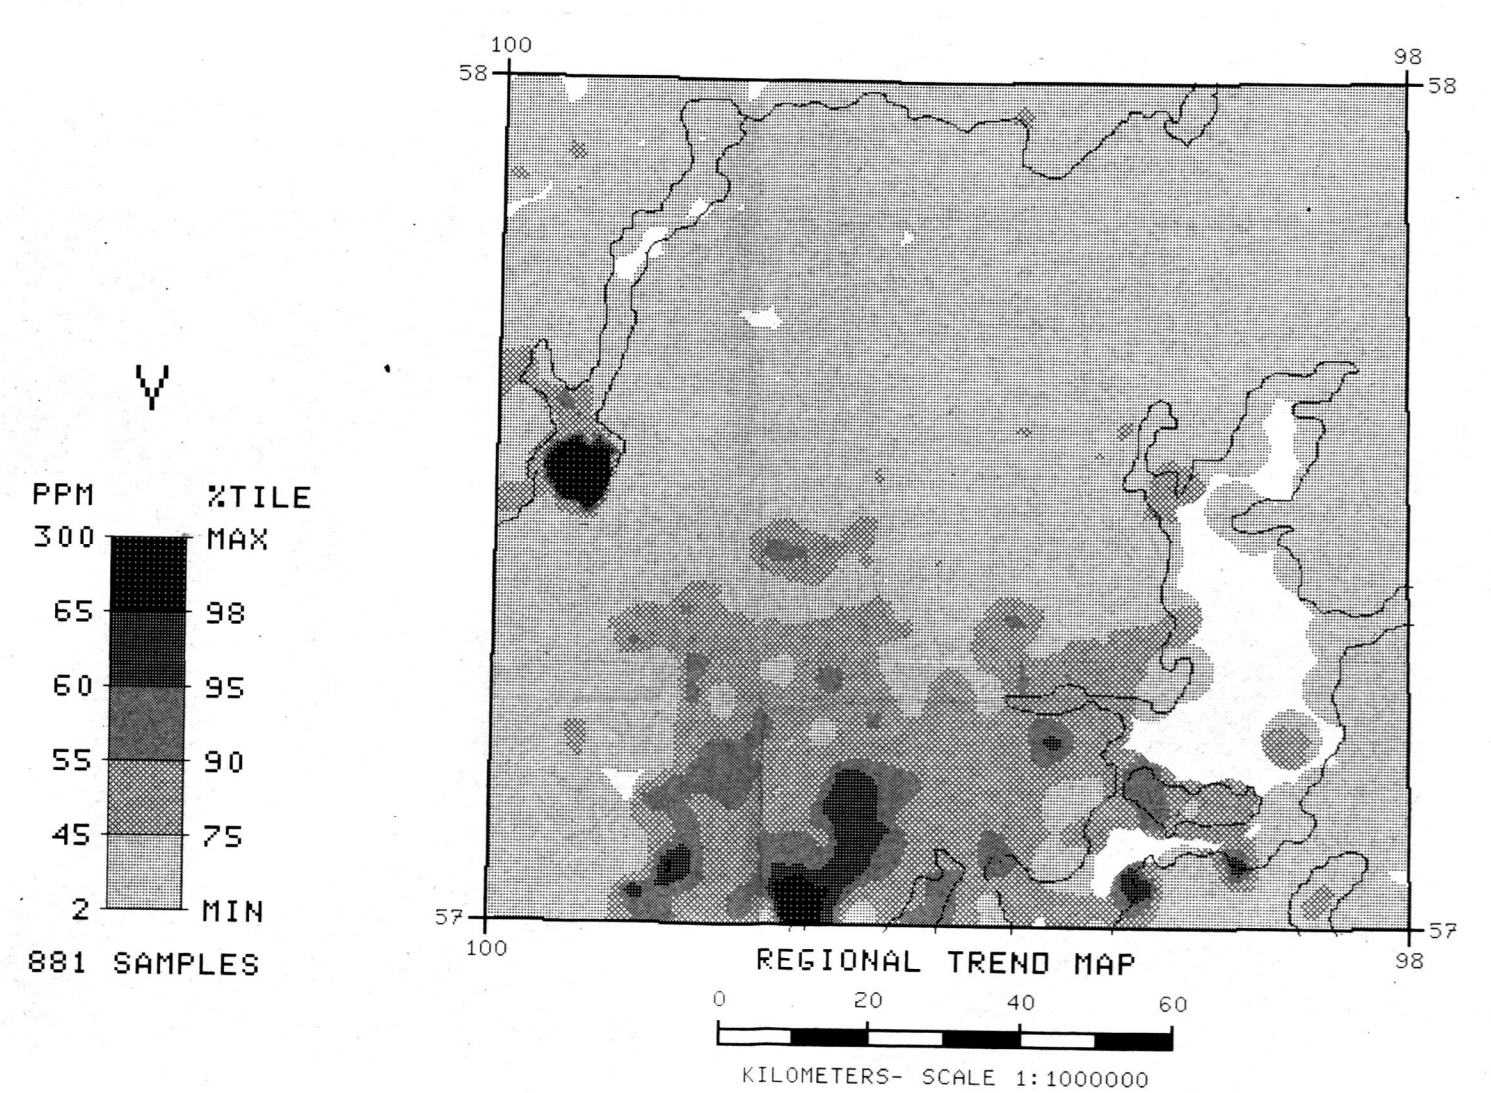 100
98
58
58
V
PPM %TILE
300 MAX
65 98
60 95
55 90
45 75
2 MIN
881 SAMPLES
57
57
100
98
REGIONAL TREND MAP
0 20 40 60
KILOMETERS- SCALE 1:1000000